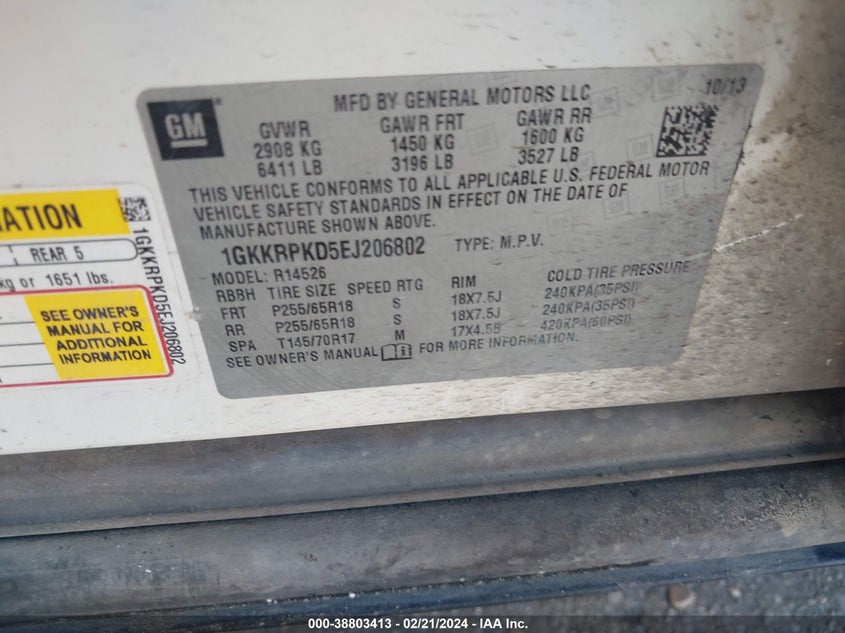 MFD BY GENERAL MOTORS LLC
10/13
GM
GVWR GAWR FRT GAWR RR
2908 KG 1450 KG 1600 KG
6411 LB 3196 LB 3527 LB
THIS VEHICLE CONFORMS TO ALL APPLICABLE U.S. FEDERAL MOTOR
VEHICLE SAFETY STANDARDS IN EFFECT ON THE DATE OF
MANUFACTURE SHOWN ABOVE.
1GKKRPKD5EJ206802 TYPE: M.P.V.
MODEL: R14526
RBBH TIRE SIZE SPEED RTG RIM COLD TIRE PRESSURE
FRT P255/65R18 S 18X7.5J 240KPA(35PSI)
RR P255/65R18 S 18X7.5J 240KPA(35PSI)
SPA T145/70R17 M 17X4.5B 420KPA(60PSI)
SEE OWNER'S MANUAL FOR MORE INFORMATION.
MATION
REAR 5
kg or 1651 lbs.
SEE OWNER'S
MANUAL FOR
ADDITIONAL
INFORMATION
1GKKRPKD5EJ206802
000-38803413 - 02/21/2024 - IAA Inc.